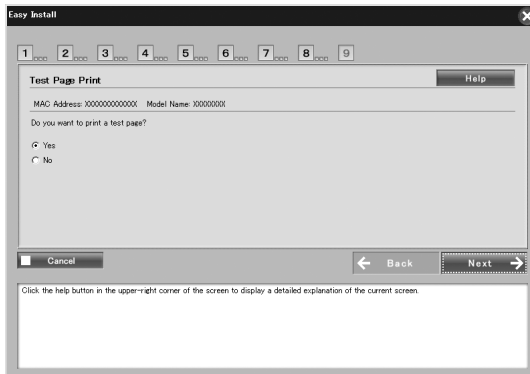 Easy Install
1 2 3 4 5 6 7 8 9
Test Page Print Help
MAC Address: XXXXXXXXXXXX Model Name: XXXXXXXX
Do you want to print a test page?
Yes
No
Cancel Back Next
Click the help button in the upper-right corner of the screen to display a detailed explanation of the current screen.